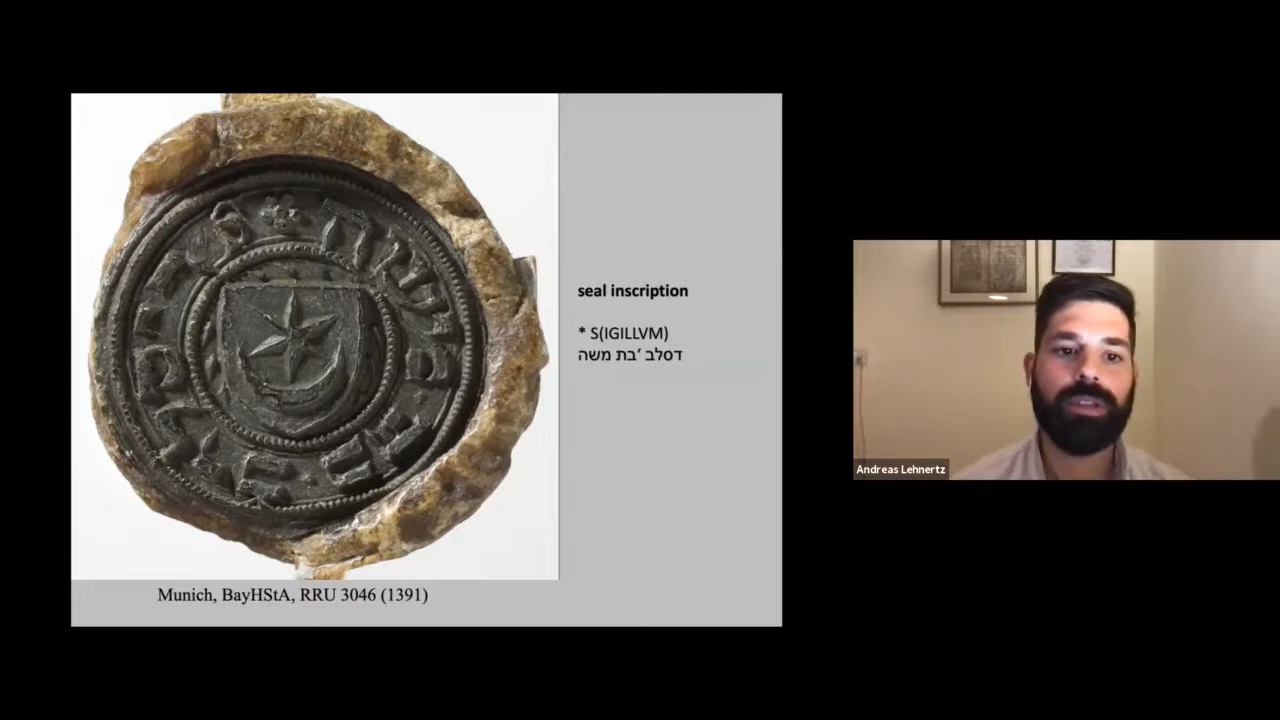 seal inscription
* S(IGILLVM)
דסלב ‘בת משה
Munich, BayHStA, RRU 3046 (1391)
Andreas Lehnertz